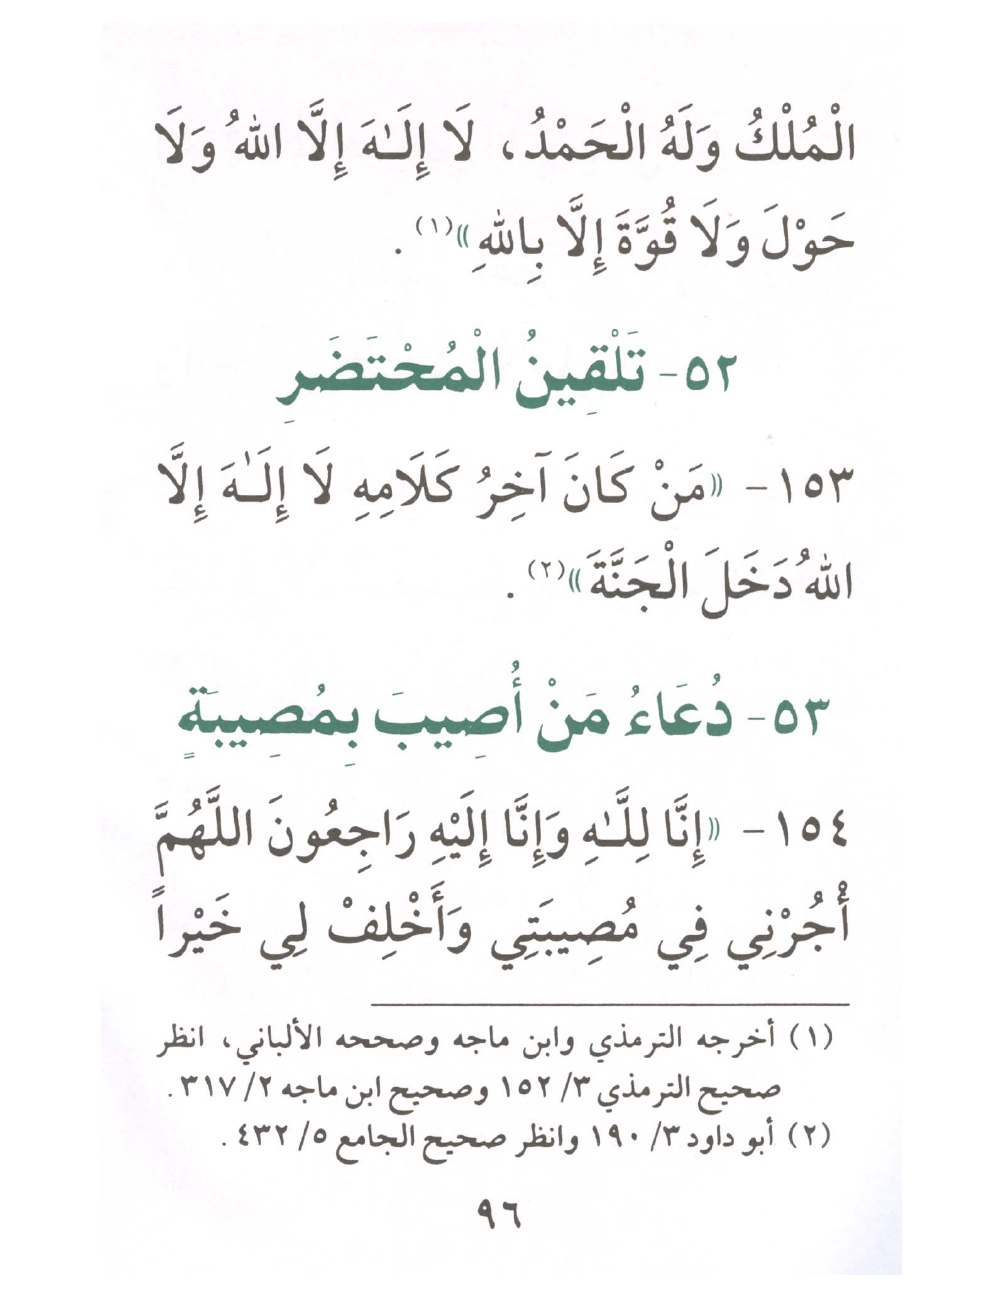 الْمُلْكُ وَلَهُ الْحَمْدُ، لَا إِلَـٰهَ إِلَّا اللهُ وَلَا
حَوْلَ وَلَا قُوَّةَ إِلَّا بِاللهِ»(١) .
٥٢- تَلْقِينُ الْمُحْتَضَرِ
١٥٣- «مَنْ كَانَ آخِرُ كَلَامِهِ لَا إِلَـٰهَ إِلَّا
اللهُ دَخَلَ الْجَنَّةَ»(٢) .
٥٣- دُعَاءُ مَنْ أُصِيبَ بِمُصِيبَةٍ
١٥٤- «إِنَّا لِلَّـٰهِ وَإِنَّا إِلَيْهِ رَاجِعُونَ اللَّهُمَّ
أْجُرْنِي فِي مُصِيبَتِي وَأَخْلِفْ لِي خَيْراً
(١) أخرجه الترمذي وابن ماجه وصححه الألباني، انظر
صحيح الترمذي ٣/ ١٥٢ وصحيح ابن ماجه ٢/ ٣١٧ .
(٢) أبو داود ٣/ ١٩٠ وانظر صحيح الجامع ٥/ ٤٣٢ .
٩٦